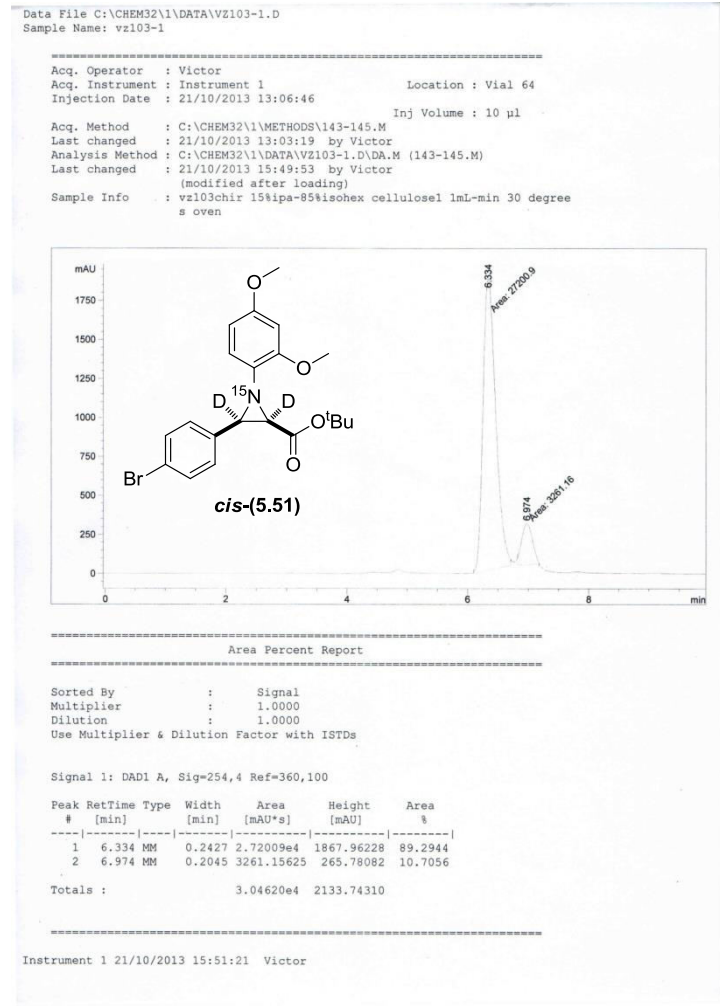 Data File C:\CHEM32\1\DATA\VZ103-1.D
Sample Name: vz103-1
=====================================================================
Acq. Operator : Victor
Acq. Instrument : Instrument 1 Location : Vial 64
Injection Date : 21/10/2013 13:06:46
Inj Volume : 10 µl
Acq. Method : C:\CHEM32\1\METHODS\143-145.M
Last changed : 21/10/2013 13:03:19 by Victor
Analysis Method : C:\CHEM32\1\DATA\VZ103-1.D\DA.M (143-145.M)
Last changed : 21/10/2013 15:49:53 by Victor
(modified after loading)
Sample Info : vz103chir 15%ipa-85%isohex cellulose1 1mL-min 30 degree
s oven
mAU
1750
1500
1250
1000
750
500
250
0
0 2 4 6 8 min
6.334
Area: 27200.9
6.974
Area: 3261.16
O
O
15N
D D
OtBu
O
Br
cis-(5.51)
=====================================================================
Area Percent Report
=====================================================================
Sorted By : Signal
Multiplier : 1.0000
Dilution : 1.0000
Use Multiplier & Dilution Factor with ISTDs
Signal 1: DAD1 A, Sig=254,4 Ref=360,100
Peak RetTime Type Width Area Height Area
# [min] [min] [mAU*s] [mAU] %
----|-------|----|-------|----------|----------|--------|
1 6.334 MM 0.2427 2.72009e4 1867.96228 89.2944
2 6.974 MM 0.2045 3261.15625 265.78082 10.7056
Totals : 3.04620e4 2133.74310
=====================================================================
Instrument 1 21/10/2013 15:51:21 Victor